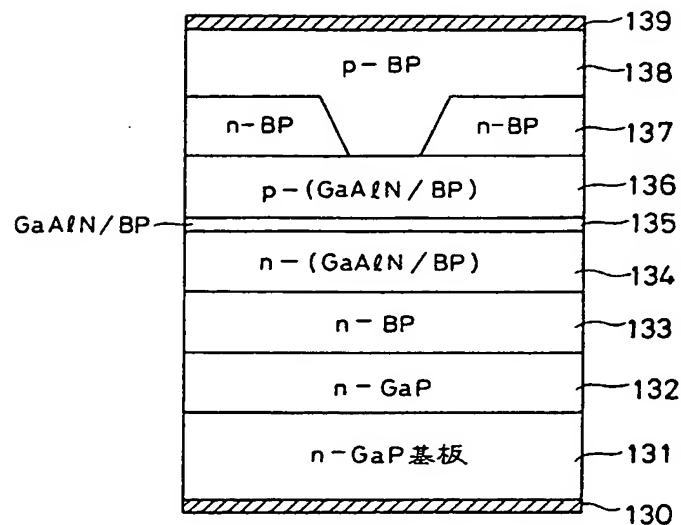 139
p-BP 138
n-BP n-BP 137
p-(GaAℓN/BP) 136
GaAℓN/BP 135
n-(GaAℓN/BP) 134
n-BP 133
n-GaP 132
n-GaP基板 131
130